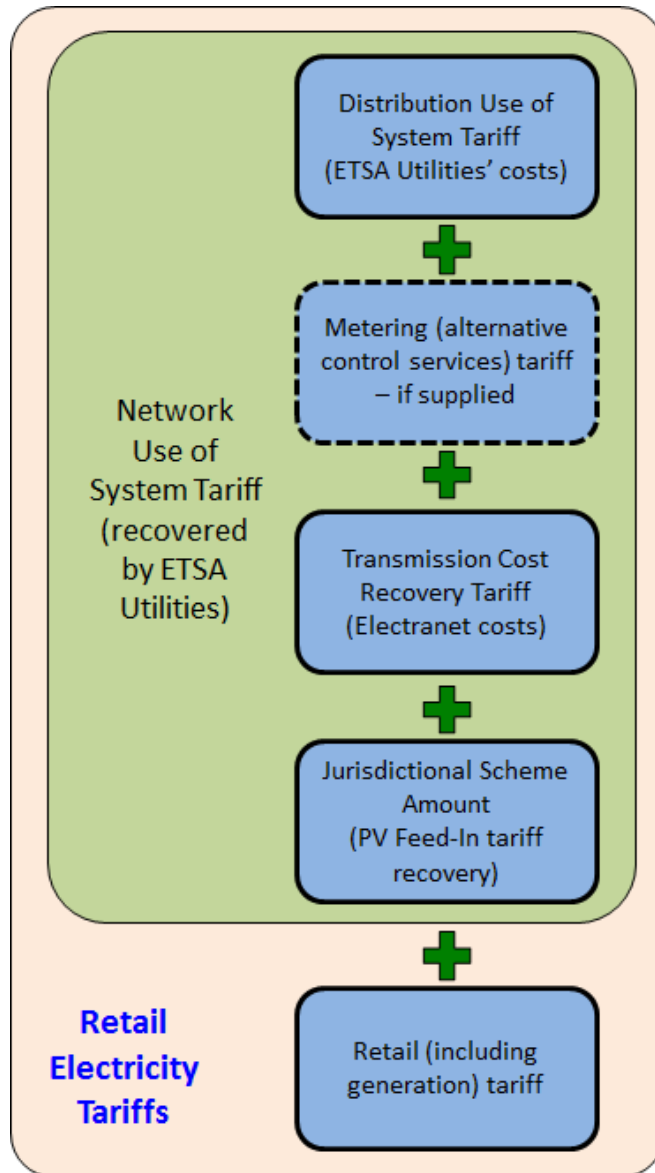 Distribution Use of
System Tariff
(ETSA Utilities’ costs)
Metering (alternative
control services) tariff
– if supplied
Network
Use of
System Tariff
(recovered
by ETSA
Utilities)
Transmission Cost
Recovery Tariff
(Electranet costs)
Jurisdictional Scheme
Amount
(PV Feed-In tariff
recovery)
Retail
Electricity
Tariffs
Retail (including
generation) tariff